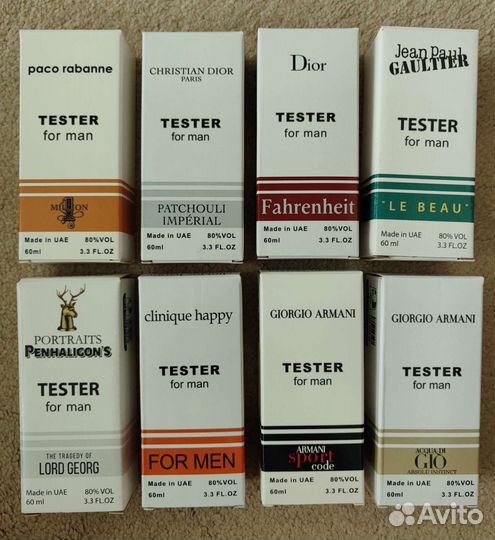 paco rabanne
TESTER
for man
MILLION
Made in UAE 80%VOL
60ml 3.3 FL.OZ
CHRISTIAN DIOR
PARIS
TESTER
for man
PATCHOULI
IMPÉRIAL
Made in UAE 80%VOL
60ml 3.3 FL.OZ
Dior
TESTER
for man
Fahrenheit
Made in UAE 80%VOL
60ml 3.3 FL.OZ
Jean Paul
GAULTIER
TESTER
for man
"LE BEAU"
Made in UAE 80%VOL
60 ml 3.3 FL.OZ
PORTRAITS
PENHALIGON'S
TESTER
for man
THE TRAGEDY OF
LORD GEORG
Made in UAE 80%VOL
60 ml 3.3 FL.OZ
clinique happy
TESTER
for man
FOR MEN
Made in UAE 80%VOL
60ml 3.3 FL.OZ
GIORGIO ARMANI
TESTER
for man
ARMANI
sport
code
Made in UAE 80%VOL
60ml 3.3 FL.OZ
GIORGIO ARMANI
TESTER
for man
ACQUA DI
GIO
ABSOLU INSTINCT
Made in UAE 80%VOL
60ml 3.3 FL.OZ
Avito